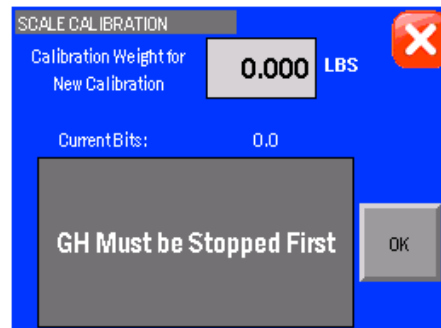 SCALE CALIBRATION
Calibration Weight for
New Calibration
0.000 LBS
Current Bits: 0.0
GH Must be Stopped First
OK